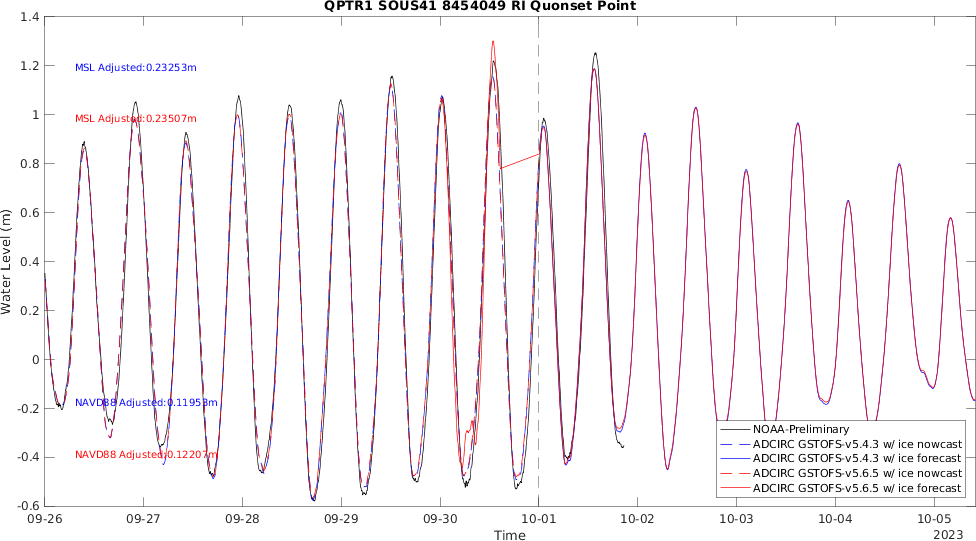 QPTR1 SOUS41 8454049 RI Quonset Point
1.4
1.2
1
0.8
0.6
0.4
0.2
0
-0.2
-0.4
-0.6
Water Level (m)
MSL Adjusted:0.23253m
MSL Adjusted:0.23507m
NAVD88 Adjusted:0.11953m
NAVD88 Adjusted:0.12207m
NOAA-Preliminary
ADCIRC GSTOFS-v5.4.3 w/ ice nowcast
ADCIRC GSTOFS-v5.4.3 w/ ice forecast
ADCIRC GSTOFS-v5.6.5 w/ ice nowcast
ADCIRC GSTOFS-v5.6.5 w/ ice forecast
09-26 09-27 09-28 09-29 09-30 10-01 10-02 10-03 10-04 10-05
Time
2023